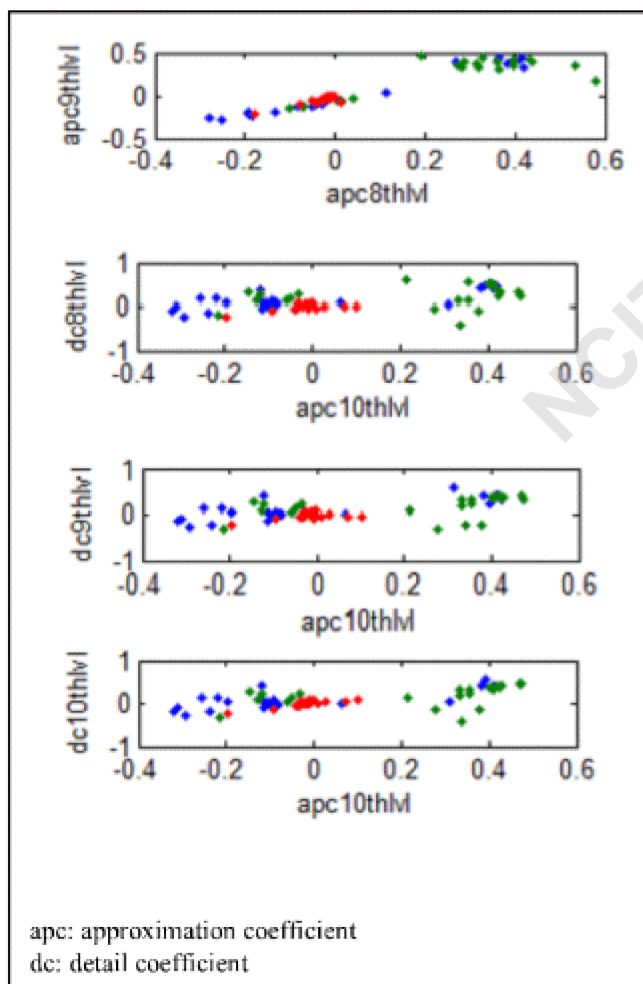 apc9thlvl
0.5
0
-0.5
-0.4 -0.2 0 0.2 0.4 0.6
apc8thlvl
dc8thlvl
1
0
-1
-0.4 -0.2 0 0.2 0.4 0.6
apc10thlvl
NCIT
dc9thlvl
1
0
-1
-0.4 -0.2 0 0.2 0.4 0.6
apc10thlvl
dc10thlvl
1
0
-1
-0.4 -0.2 0 0.2 0.4 0.6
apc10thlvl
apc: approximation coefficient
dc: detail coefficient